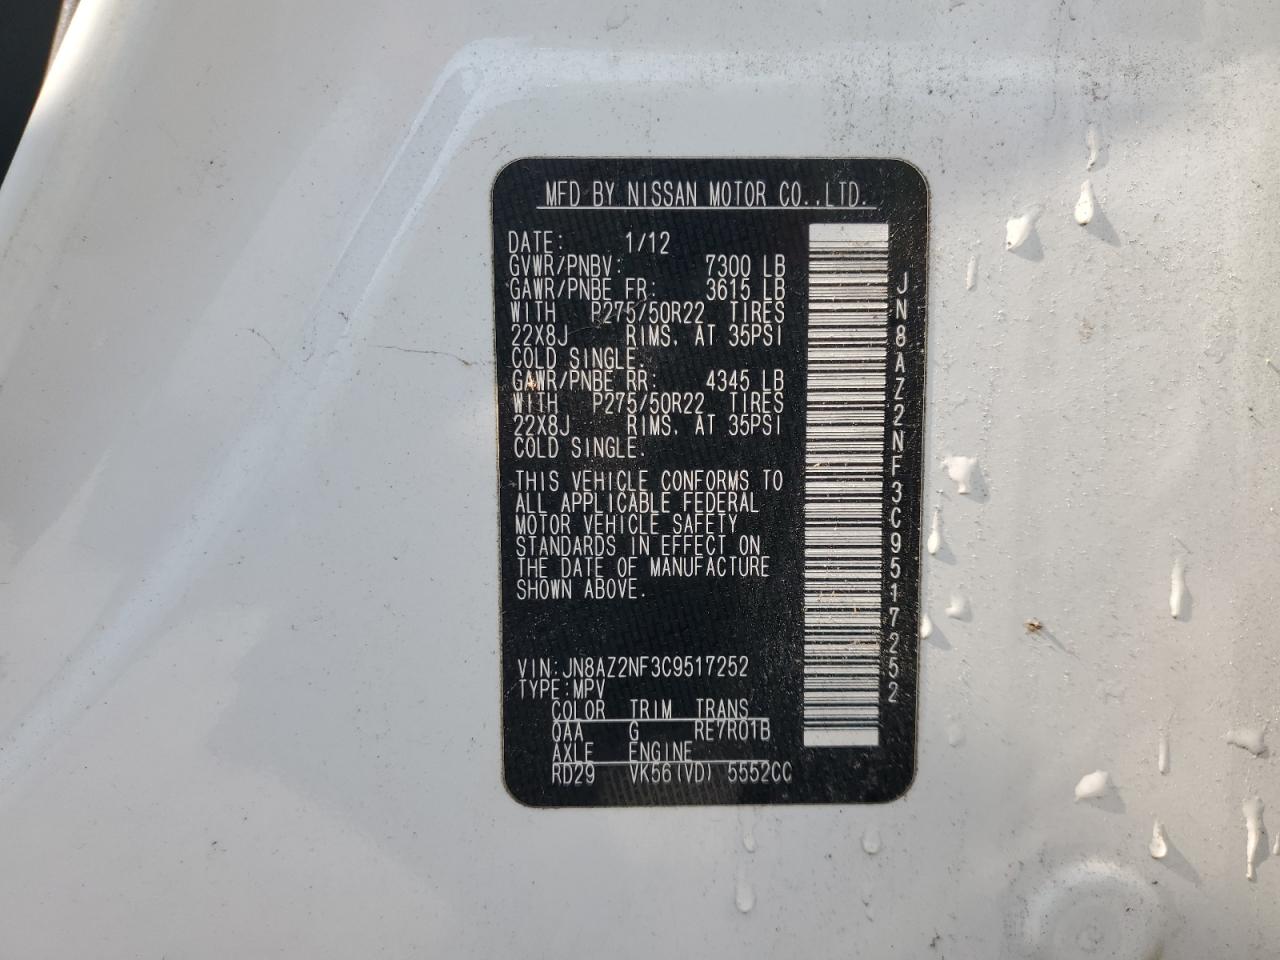 MFD BY NISSAN MOTOR CO.,LTD.
DATE: 1/12
GVWR/PNBV: 7300 LB
GAWR/PNBE FR: 3615 LB
WITH P275/50R22 TIRES
22X8J RIMS, AT 35PSI
COLD SINGLE.
GAWR/PNBE RR: 4345 LB
WITH P275/50R22 TIRES
22X8J RIMS, AT 35PSI
COLD SINGLE.
THIS VEHICLE CONFORMS TO
ALL APPLICABLE FEDERAL
MOTOR VEHICLE SAFETY
STANDARDS IN EFFECT ON
THE DATE OF MANUFACTURE
SHOWN ABOVE.
VIN:JN8AZ2NF3C9517252
TYPE:MPV
COLOR TRIM TRANS
QAA G RE7R01B
AXLE ENGINE
RD29 VK56(VD) 5552CC
JN8AZ2NF3C9517252